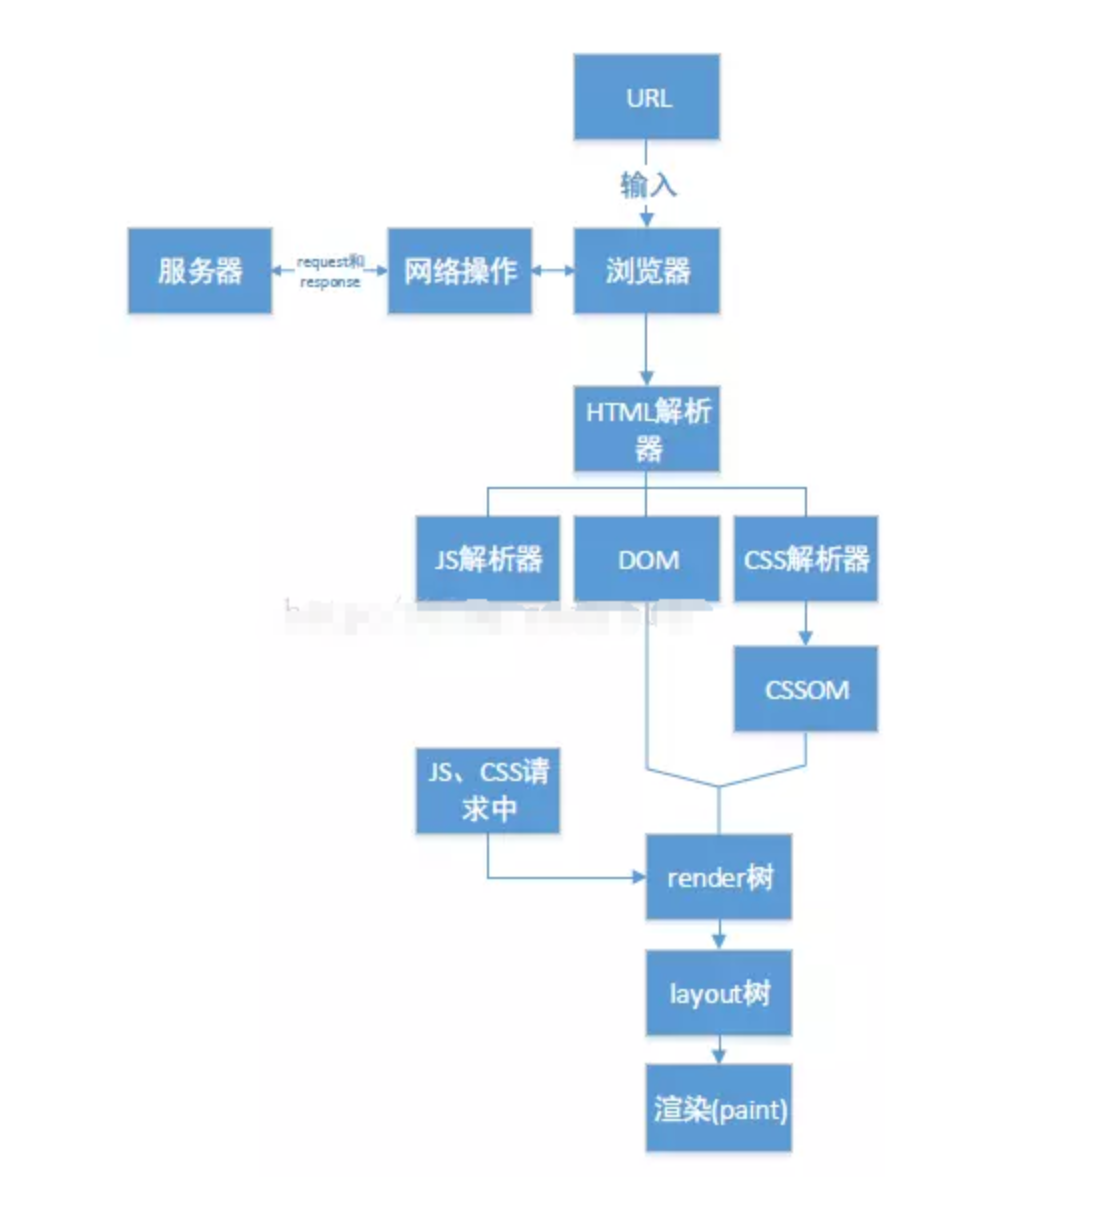 URL
输入
服务器
request和
response
网络操作
浏览器
HTML解析
器
JS解析器
DOM
CSS解析器
CSSOM
JS、CSS请
求中
render树
layout树
渲染(paint)